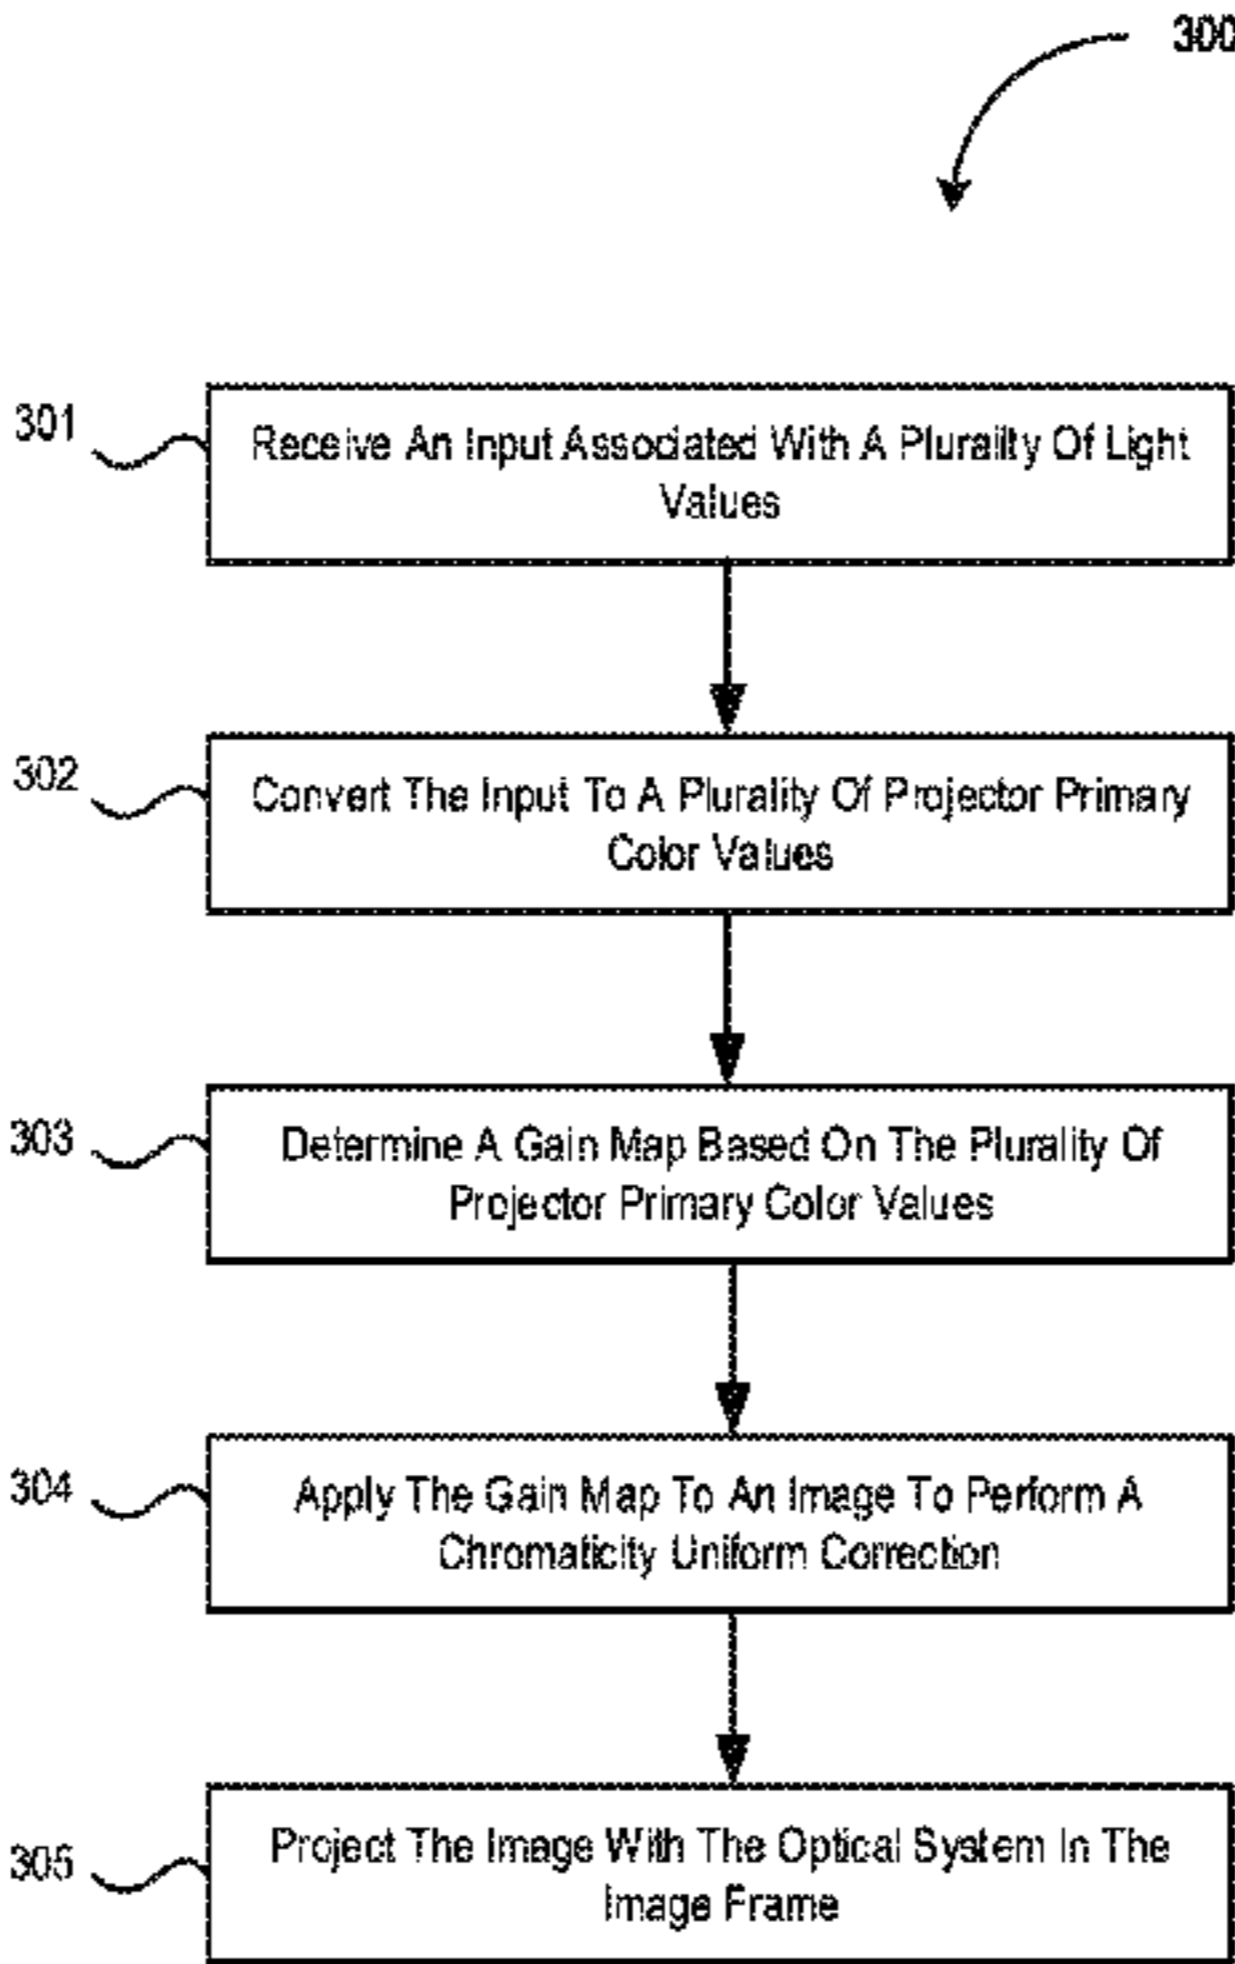 300
301
Receive An Input Associated With A Plurality Of Light
Values
302
Convert The Input To A Plurality Of Projector Primary
Color Values
303
Determine A Gain Map Based On The Plurality Of
Projector Primary Color Values
304
Apply The Gain Map To An Image To Perform A
Chromaticity Uniform Correction
305
Project The Image With The Optical System In The
Image Frame